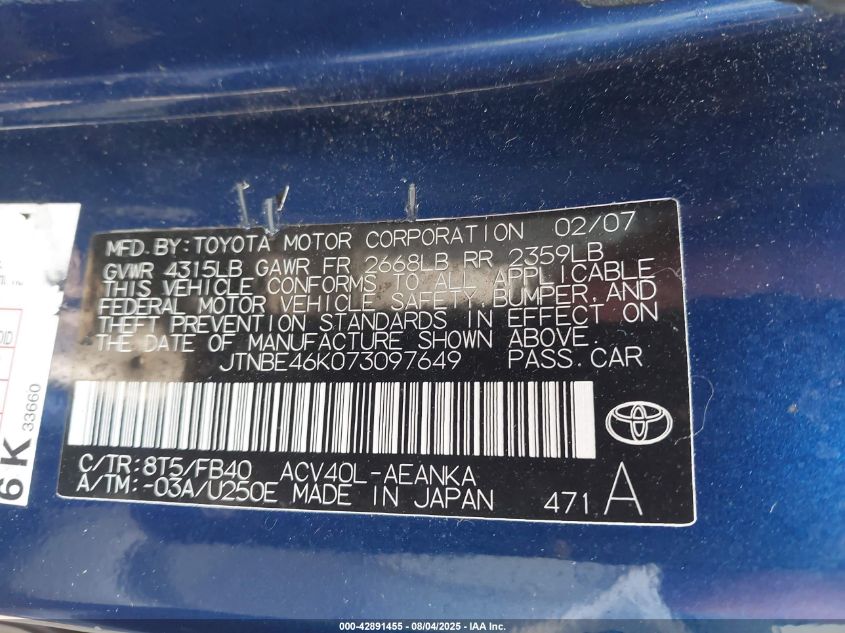 MFD. BY: TOYOTA MOTOR CORPORATION 02/07
GVWR 4315LB GAWR FR 2668LB RR 2359LB
THIS VEHICLE CONFORMS TO ALL APPLICABLE
FEDERAL MOTOR VEHICLE SAFETY, BUMPER, AND
THEFT PREVENTION STANDARDS IN EFFECT ON
THE DATE OF MANUFACTURE SHOWN ABOVE.
JTNBE46K073097649 PASS. CAR
C/TR: 8T5/FB40 ACV40L-AEANKA
A/TM: -03A/U250E MADE IN JAPAN 471 A
6K 33660
000-42891455 - 08/04/2025 - IAA Inc.